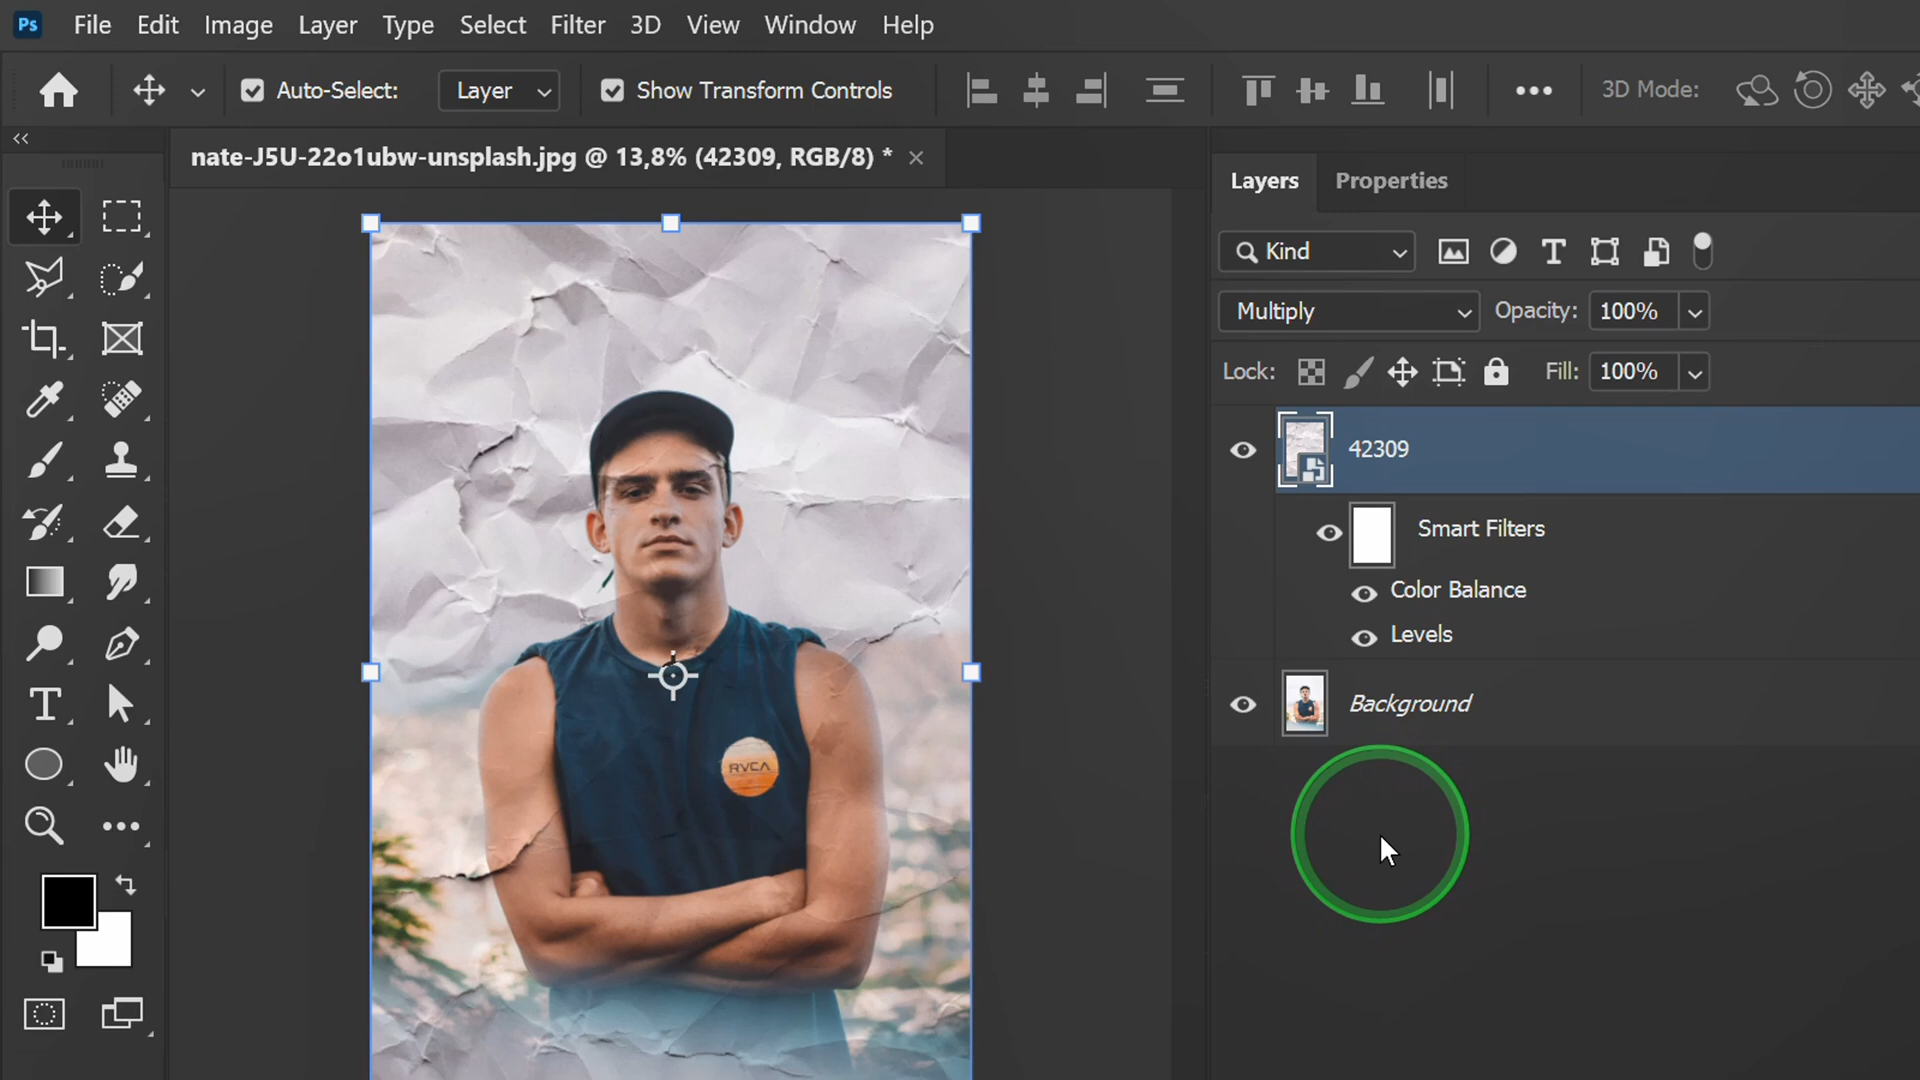 Ps File Edit Image Layer Type Select Filter 3D View Window Help
Auto-Select: Layer Show Transform Controls 3D Mode:
nate-J5U-22o1ubw-unsplash.jpg @ 13,8% (42309, RGB/8) *
Layers Properties
Kind
Multiply Opacity: 100%
Lock: Fill: 100%
42309
Smart Filters
Color Balance
Levels
Background
RVCA